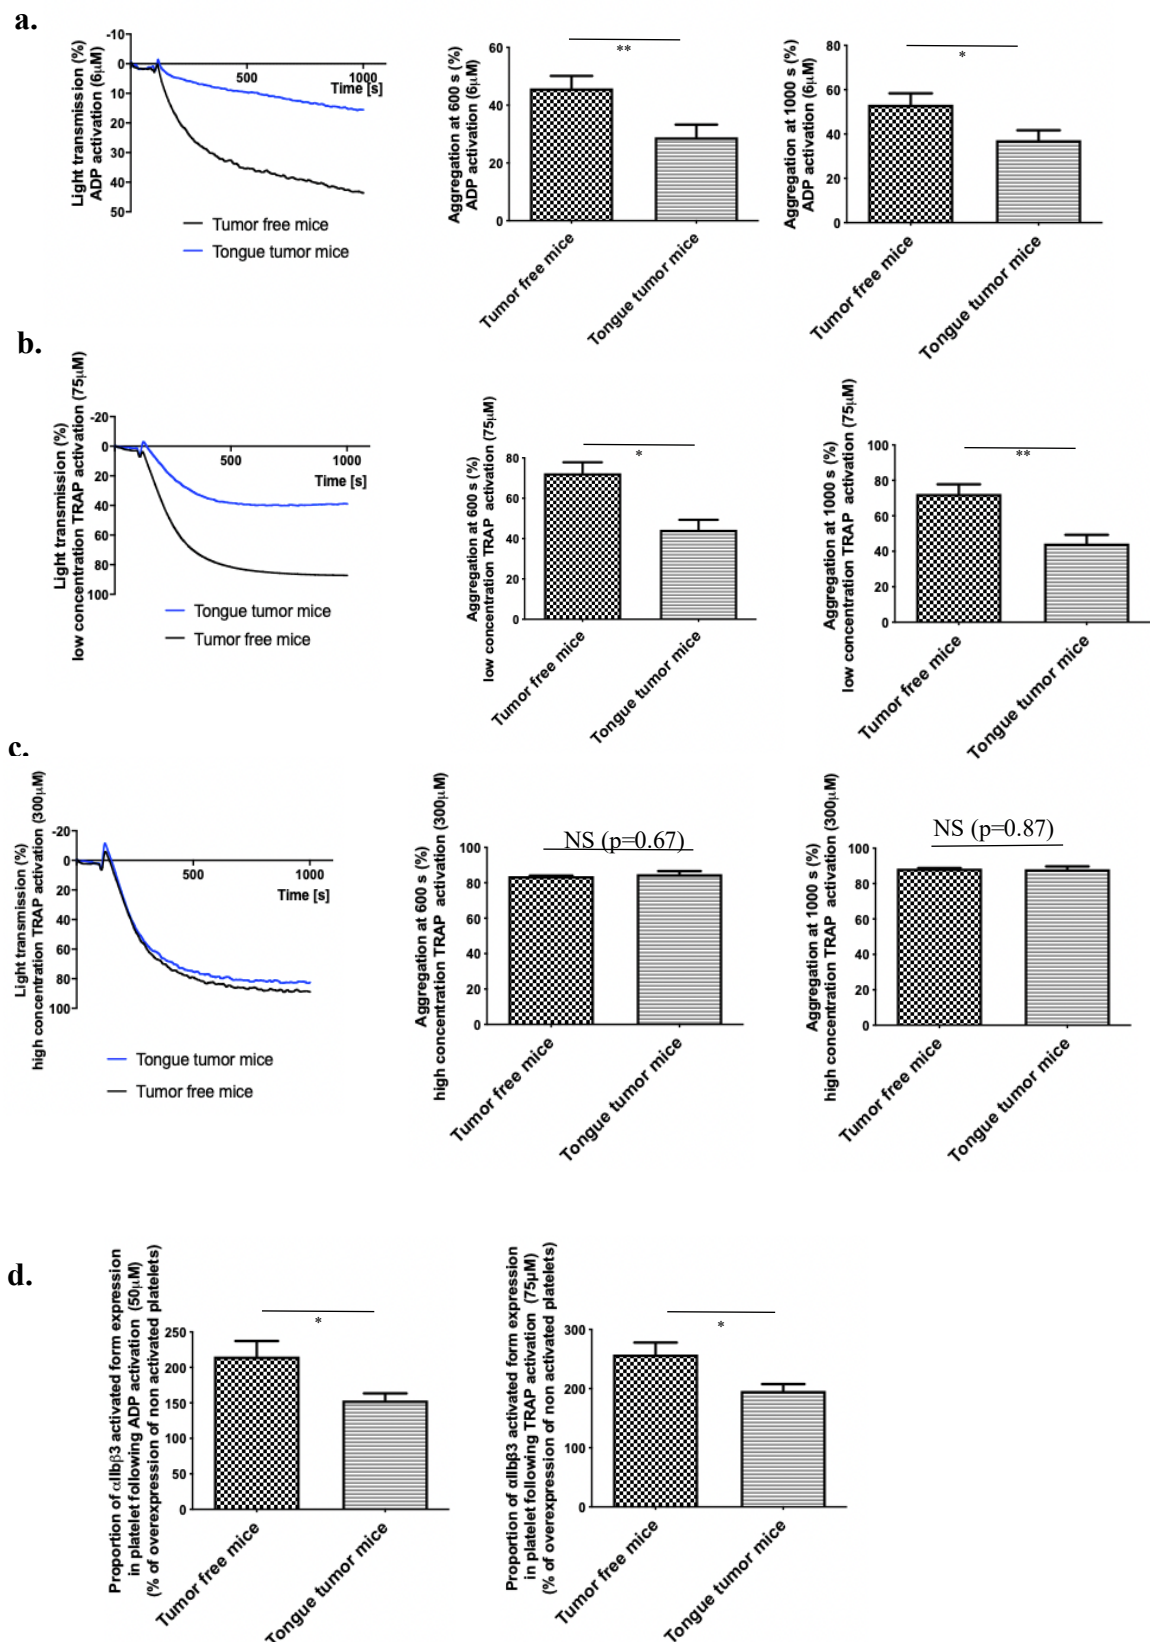 a.
Light transmission (%)
ADP activation (6µM)
-10
0
10
20
30
40
50
500
1000
Time [s]
Tumor free mice
Tongue tumor mice
Aggregation at 600 s (%)
ADP activation (6µM)
60
40
20
0
**
Tumor free mice
Tongue tumor mice
Aggregation at 1000 s (%)
ADP activation (6µM)
80
60
40
20
0
*
Tumor free mice
Tongue tumor mice
b.
Light transmission (%)
low concentration TRAP activation (75µM)
-20
0
20
40
60
80
100
500
1000
Time [s]
Tongue tumor mice
Tumor free mice
Aggregation at 600 s (%)
low concentration TRAP activation (75µM)
80
60
40
20
0
*
Tumor free mice
Tongue tumor mice
Aggregation at 1000 s (%)
low concentration TRAP activation (75µM)
100
80
60
40
20
0
**
Tumor free mice
Tongue tumor mice
c.
Light transmission (%)
high concentration TRAP activation (300µM)
-20
0
20
40
60
80
100
500
1000
Time [s]
Tongue tumor mice
Tumor free mice
Aggregation at 600 s (%)
high concentration TRAP activation (300µM)
100
80
60
40
20
0
NS (p=0.67)
Tumor free mice
Tongue tumor mice
Aggregation at 1000 s (%)
high concentration TRAP activation (300µM)
100
80
60
40
20
0
NS (p=0.87)
Tumor free mice
Tongue tumor mice
d.
Proportion of αIIbβ3 activated form expression
in platelet following ADP activation (50µM)
(% of overexpression of non activated platelets)
250
200
150
100
50
0
*
Tumor free mice
Tongue tumor mice
Proportion of αIIbβ3 activated form expression
in platelet following TRAP activation (75µM)
(% of overexpression of non activated platelets)
300
200
100
0
*
Tumor free mice
Tongue tumor mice